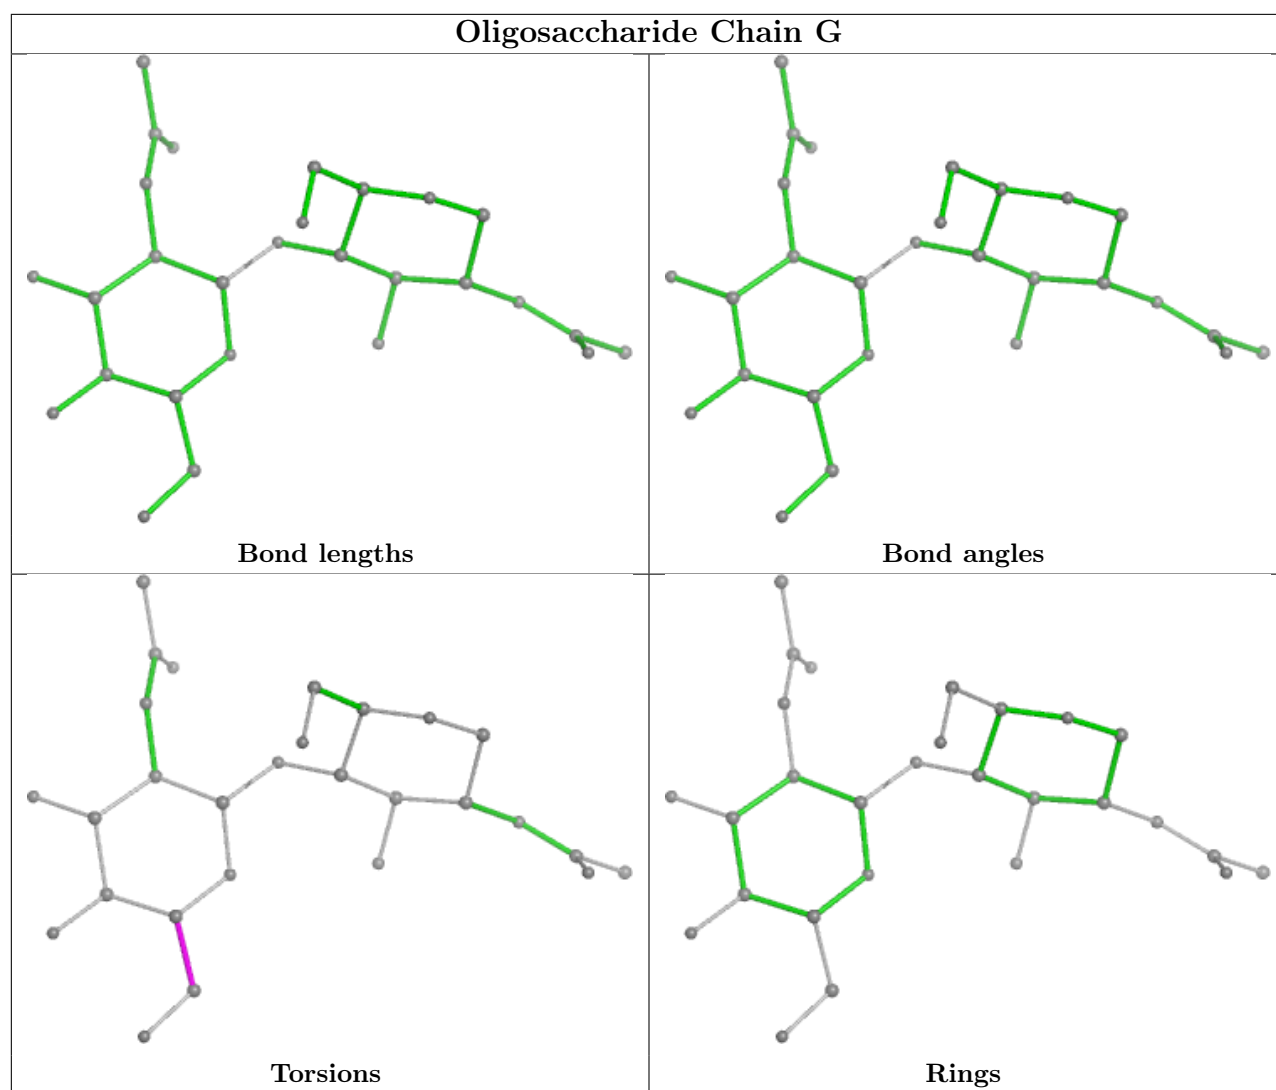 Oligosaccharide Chain G
Bond lengths
Bond angles
Torsions
Rings